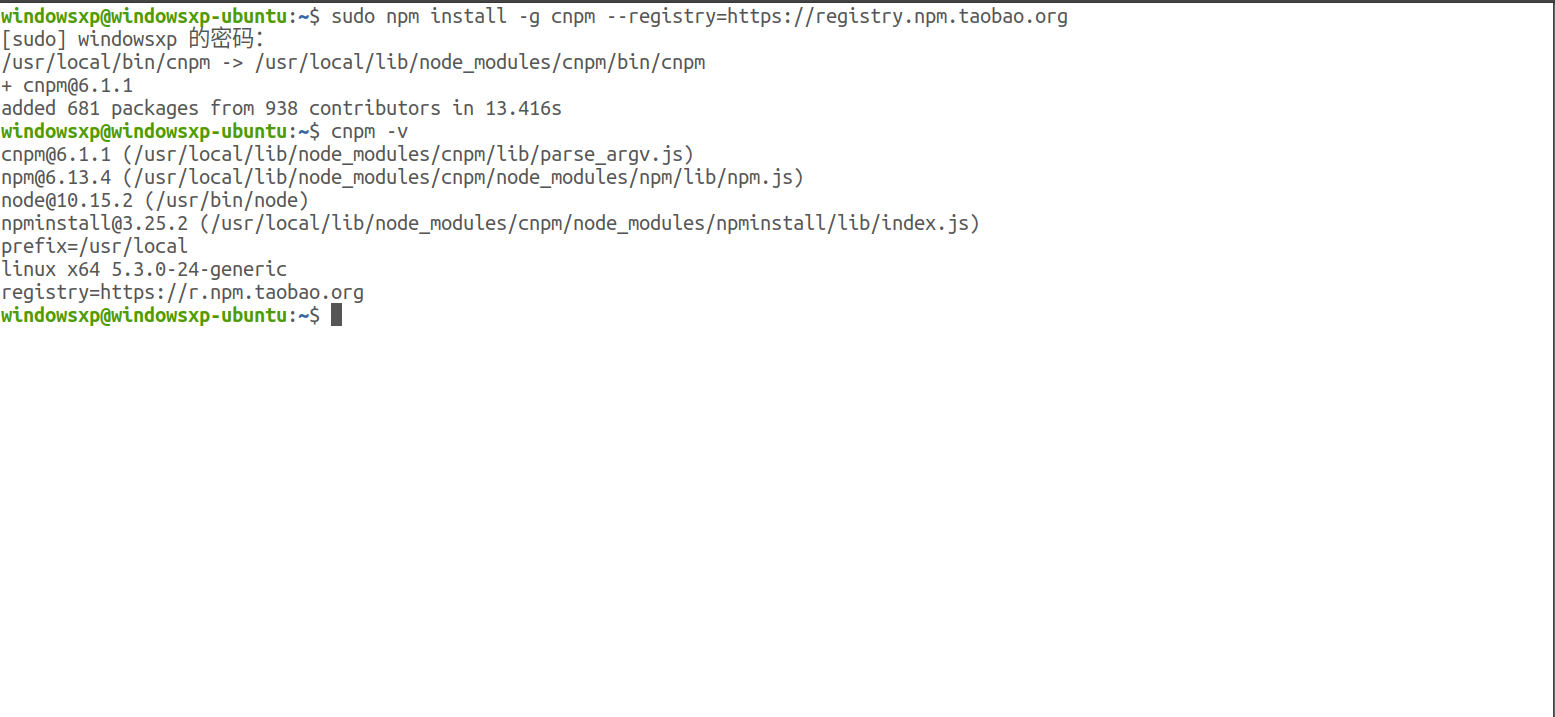 windowsxp@windowsxp-ubuntu:~$ sudo npm install -g cnpm --registry=https://registry.npm.taobao.org
[sudo] windowsxp 的密码：
/usr/local/bin/cnpm -> /usr/local/lib/node_modules/cnpm/bin/cnpm
+ cnpm@6.1.1
added 681 packages from 938 contributors in 13.416s
windowsxp@windowsxp-ubuntu:~$ cnpm -v
cnpm@6.1.1 (/usr/local/lib/node_modules/cnpm/lib/parse_argv.js)
npm@6.13.4 (/usr/local/lib/node_modules/cnpm/node_modules/npm/lib/npm.js)
node@10.15.2 (/usr/bin/node)
npminstall@3.25.2 (/usr/local/lib/node_modules/cnpm/node_modules/npminstall/lib/index.js)
prefix=/usr/local
linux x64 5.3.0-24-generic
registry=https://r.npm.taobao.org
windowsxp@windowsxp-ubuntu:~$